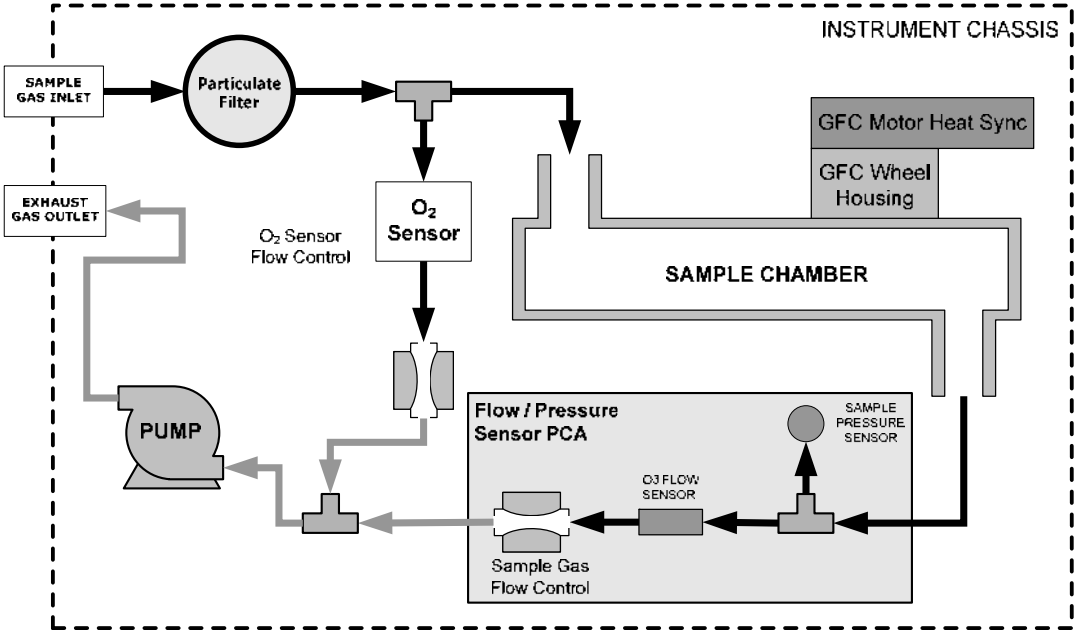 INSTRUMENT CHASSIS
SAMPLE
GAS INLET
Particulate
Filter
GFC Motor Heat Sync
GFC Wheel
Housing
EXHAUST
GAS OUTLET
O₂
Sensor
O₂ Sensor
Flow Control
SAMPLE CHAMBER
PUMP
Flow / Pressure
Sensor PCA
SAMPLE
PRESSURE
SENSOR
O3 FLOW
SENSOR
Sample Gas
Flow Control